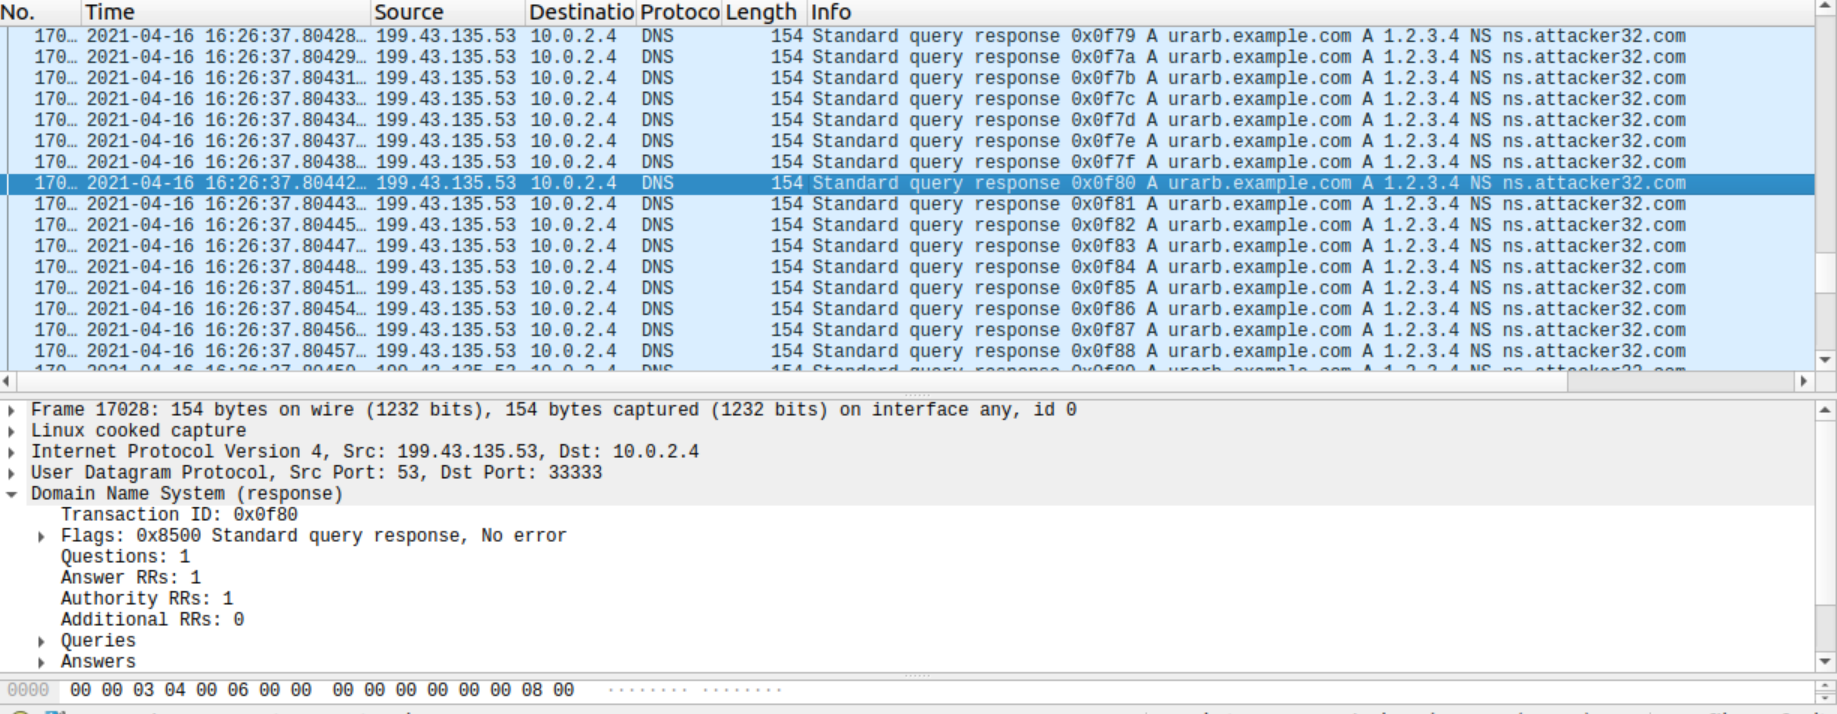 No. Time Source Destinatio Protoco Length Info
170… 2021-04-16 16:26:37.80428… 199.43.135.53 10.0.2.4 DNS 154 Standard query response 0x0f79 A urarb.example.com A 1.2.3.4 NS ns.attacker32.com
170… 2021-04-16 16:26:37.80429… 199.43.135.53 10.0.2.4 DNS 154 Standard query response 0x0f7a A urarb.example.com A 1.2.3.4 NS ns.attacker32.com
170… 2021-04-16 16:26:37.80431… 199.43.135.53 10.0.2.4 DNS 154 Standard query response 0x0f7b A urarb.example.com A 1.2.3.4 NS ns.attacker32.com
170… 2021-04-16 16:26:37.80433… 199.43.135.53 10.0.2.4 DNS 154 Standard query response 0x0f7c A urarb.example.com A 1.2.3.4 NS ns.attacker32.com
170… 2021-04-16 16:26:37.80434… 199.43.135.53 10.0.2.4 DNS 154 Standard query response 0x0f7d A urarb.example.com A 1.2.3.4 NS ns.attacker32.com
170… 2021-04-16 16:26:37.80437… 199.43.135.53 10.0.2.4 DNS 154 Standard query response 0x0f7e A urarb.example.com A 1.2.3.4 NS ns.attacker32.com
170… 2021-04-16 16:26:37.80438… 199.43.135.53 10.0.2.4 DNS 154 Standard query response 0x0f7f A urarb.example.com A 1.2.3.4 NS ns.attacker32.com
170… 2021-04-16 16:26:37.80442… 199.43.135.53 10.0.2.4 DNS 154 Standard query response 0x0f80 A urarb.example.com A 1.2.3.4 NS ns.attacker32.com
170… 2021-04-16 16:26:37.80443… 199.43.135.53 10.0.2.4 DNS 154 Standard query response 0x0f81 A urarb.example.com A 1.2.3.4 NS ns.attacker32.com
170… 2021-04-16 16:26:37.80445… 199.43.135.53 10.0.2.4 DNS 154 Standard query response 0x0f82 A urarb.example.com A 1.2.3.4 NS ns.attacker32.com
170… 2021-04-16 16:26:37.80447… 199.43.135.53 10.0.2.4 DNS 154 Standard query response 0x0f83 A urarb.example.com A 1.2.3.4 NS ns.attacker32.com
170… 2021-04-16 16:26:37.80448… 199.43.135.53 10.0.2.4 DNS 154 Standard query response 0x0f84 A urarb.example.com A 1.2.3.4 NS ns.attacker32.com
170… 2021-04-16 16:26:37.80451… 199.43.135.53 10.0.2.4 DNS 154 Standard query response 0x0f85 A urarb.example.com A 1.2.3.4 NS ns.attacker32.com
170… 2021-04-16 16:26:37.80454… 199.43.135.53 10.0.2.4 DNS 154 Standard query response 0x0f86 A urarb.example.com A 1.2.3.4 NS ns.attacker32.com
170… 2021-04-16 16:26:37.80456… 199.43.135.53 10.0.2.4 DNS 154 Standard query response 0x0f87 A urarb.example.com A 1.2.3.4 NS ns.attacker32.com
170… 2021-04-16 16:26:37.80457… 199.43.135.53 10.0.2.4 DNS 154 Standard query response 0x0f88 A urarb.example.com A 1.2.3.4 NS ns.attacker32.com
Frame 17028: 154 bytes on wire (1232 bits), 154 bytes captured (1232 bits) on interface any, id 0
Linux cooked capture
Internet Protocol Version 4, Src: 199.43.135.53, Dst: 10.0.2.4
User Datagram Protocol, Src Port: 53, Dst Port: 33333
Domain Name System (response)
Transaction ID: 0x0f80
Flags: 0x8500 Standard query response, No error
Questions: 1
Answer RRs: 1
Authority RRs: 1
Additional RRs: 0
Queries
Answers
0000 00 00 03 04 00 06 00 00 00 00 00 00 00 00 08 00 ········ ········